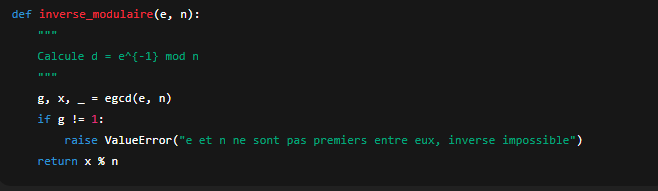 def inverse_modulaire(e, n):
    """
    Calcule d = e^{-1} mod n
    """
    g, x, _ = egcd(e, n)
    if g != 1:
        raise ValueError("e et n ne sont pas premiers entre eux, inverse impossible")
    return x % n